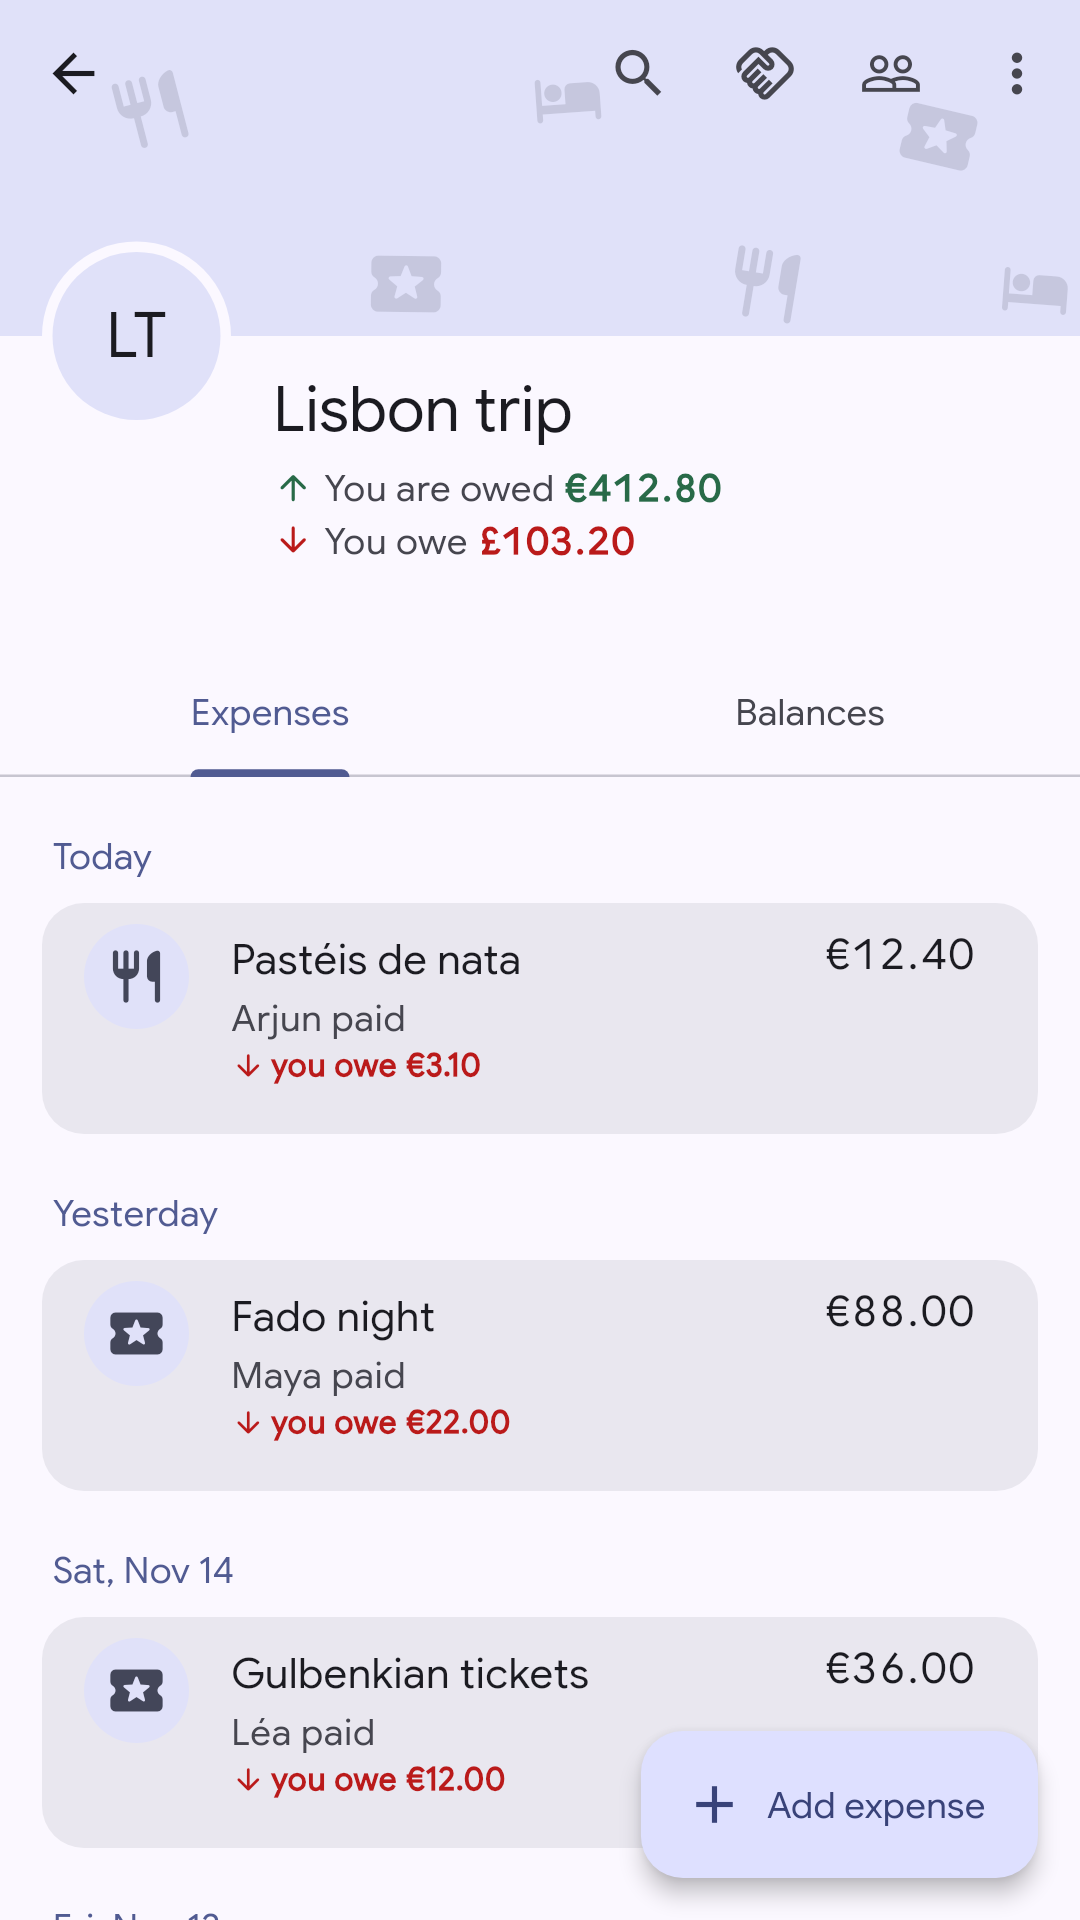 LT
Lisbon trip
You are owed €412.80
You owe £103.20
Expenses
Balances
Today
Pastéis de nata
€12.40
Arjun paid
you owe €3.10
Yesterday
Fado night
€88.00
Maya paid
you owe €22.00
Sat, Nov 14
Gulbenkian tickets
€36.00
Léa paid
you owe €12.00
Add expense